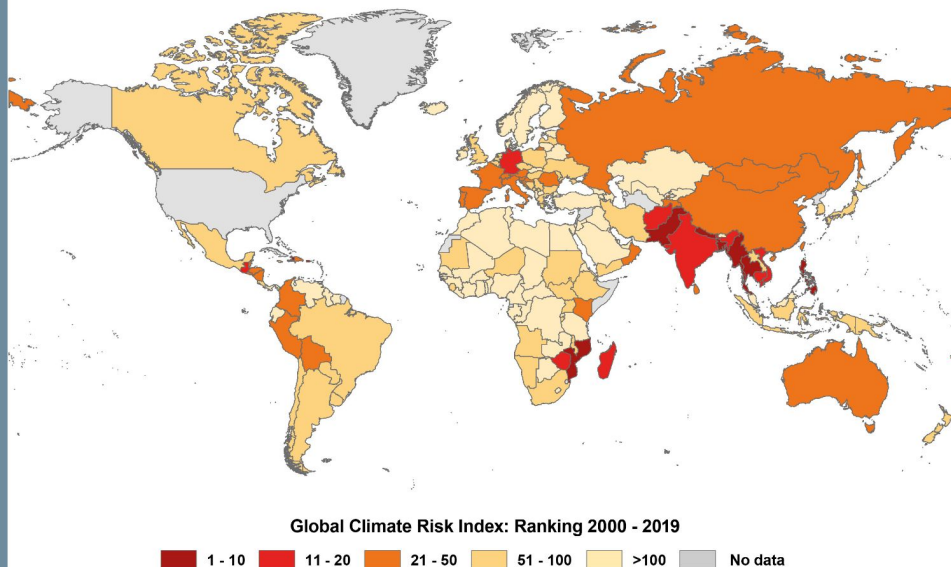 Global Climate Risk Index: Ranking 2000 - 2019
1 - 10 11 - 20 21 - 50 51 - 100 >100 No data